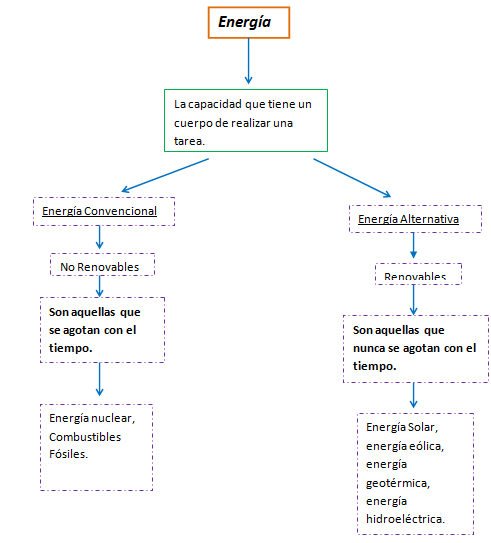 Energía
La capacidad que tiene un
cuerpo de realizar una
tarea.
Energía Convencional
No Renovables
Son aquellas que
se agotan con el
tiempo.
Energía nuclear,
Combustibles
Fósiles.
Energía Alternativa
Renovables
Son aquellas que
nunca se agotan con el
tiempo.
Energía Solar,
energía eólica,
energía
geotérmica,
energía
hidroeléctrica.